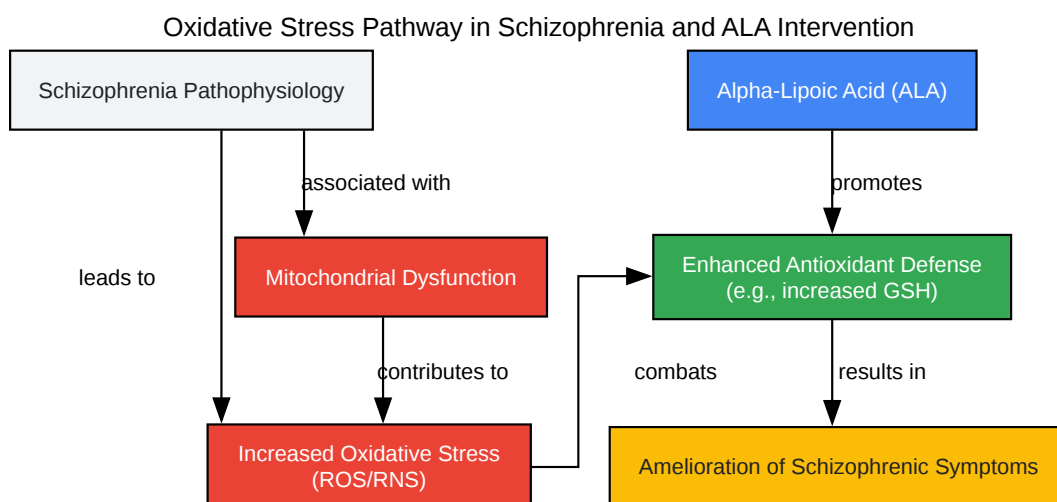 Oxidative Stress Pathway in Schizophrenia and ALA Intervention
Schizophrenia Pathophysiology
Alpha-Lipoic Acid (ALA)
associated with
promotes
leads to
Mitochondrial Dysfunction
Enhanced Antioxidant Defense
(e.g., increased GSH)
contributes to
combats
results in
Increased Oxidative Stress
(ROS/RNS)
Amelioration of Schizophrenic Symptoms